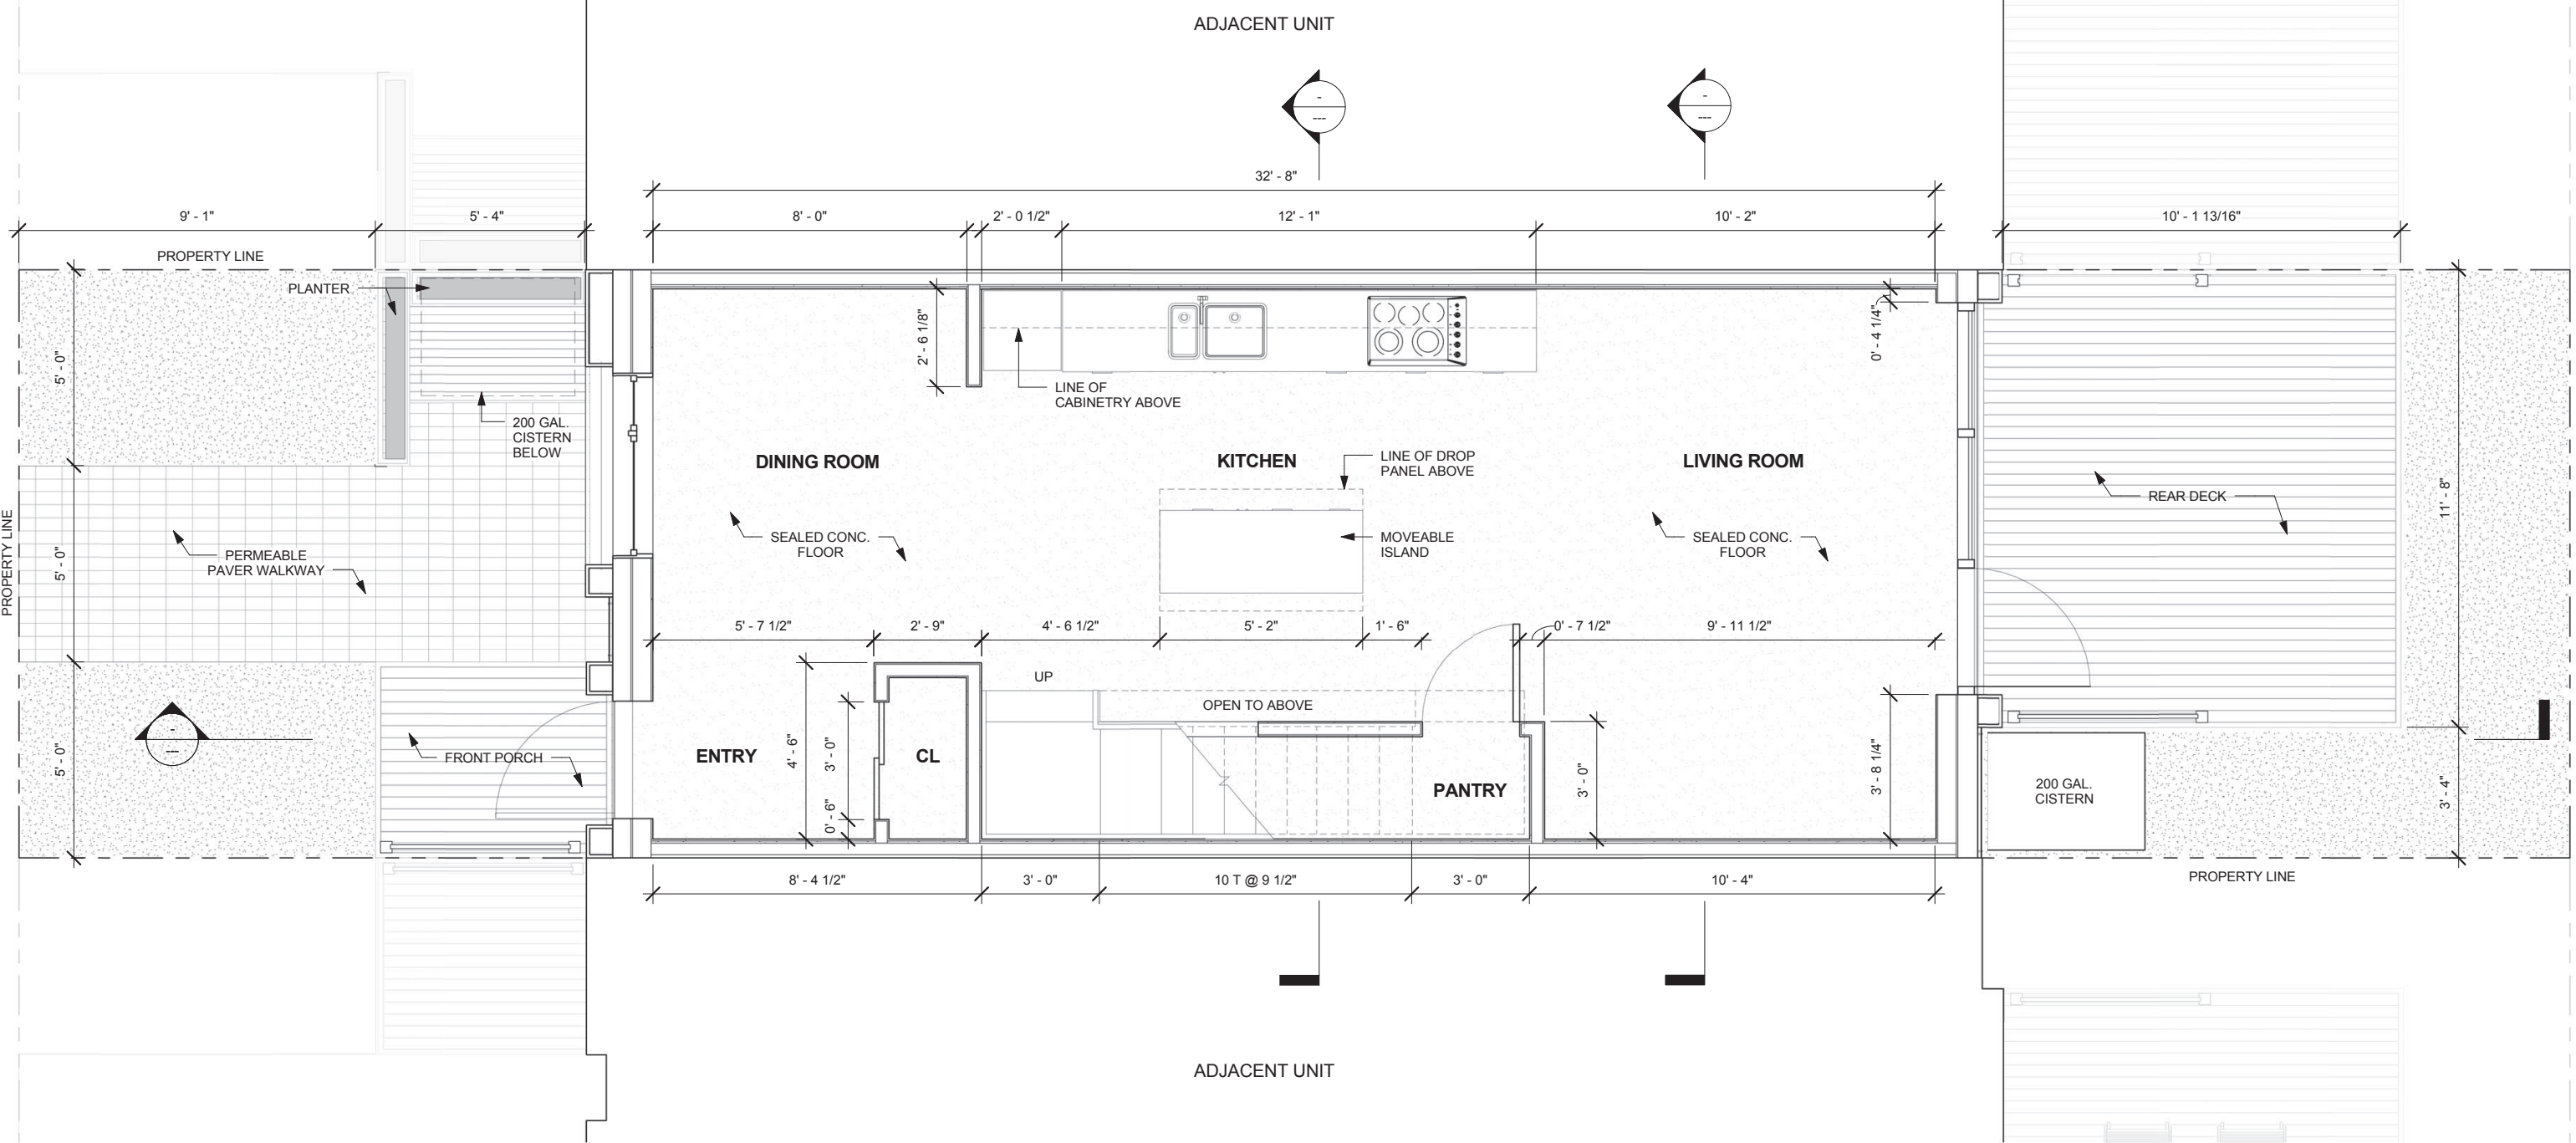 ADJACENT UNIT
-
---
-
---
32' - 8"
9' - 1"
5' - 4"
8' - 0"
2' - 0 1/2"
12' - 1"
10' - 2"
10' - 1 13/16"
PROPERTY LINE
PLANTER
2' - 6 1/8"
0' - 4 1/4"
5' - 0"
LINE OF
CABINETRY ABOVE
200 GAL.
CISTERN
BELOW
DINING ROOM
KITCHEN
LINE OF DROP
PANEL ABOVE
LIVING ROOM
REAR DECK
11' - 8"
PROPERTY LINE
5' - 0"
PERMEABLE
PAVER WALKWAY
SEALED CONC.
FLOOR
MOVEABLE
ISLAND
SEALED CONC.
FLOOR
5' - 7 1/2"
2' - 9"
4' - 6 1/2"
5' - 2"
1' - 6"
0' - 7 1/2"
9' - 11 1/2"
UP
OPEN TO ABOVE
-
---
5' - 0"
FRONT PORCH
ENTRY
4' - 6"
3' - 0"
0' - 6"
CL
PANTRY
3' - 0"
3' - 8 1/4"
200 GAL.
CISTERN
3' - 4"
8' - 4 1/2"
3' - 0"
10 T @ 9 1/2"
3' - 0"
10' - 4"
PROPERTY LINE
ADJACENT UNIT